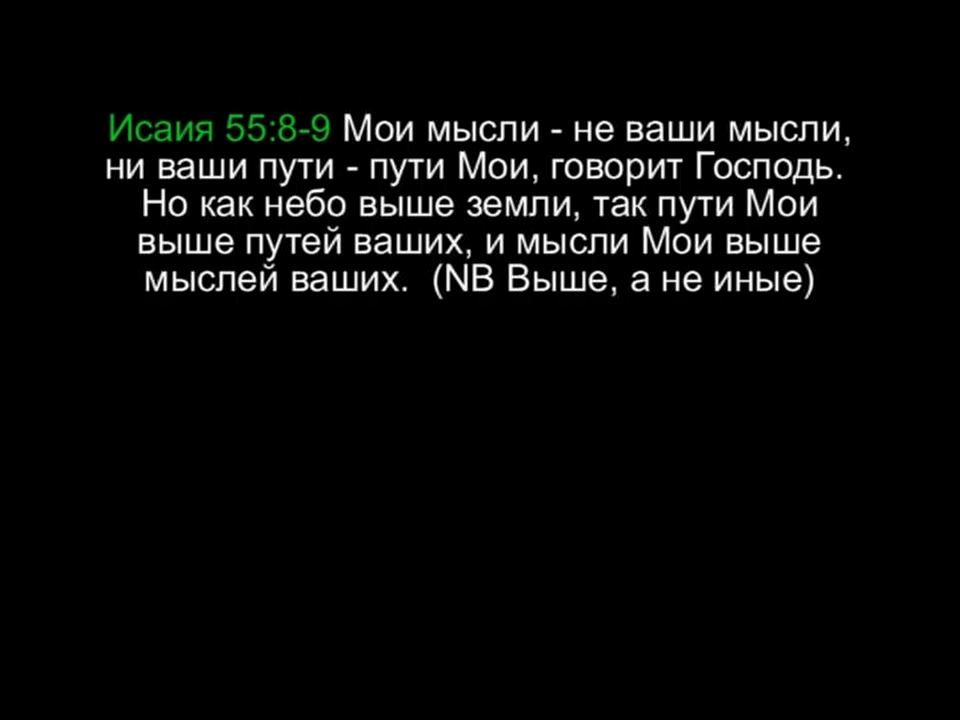 Исаия 55:8-9 Мои мысли - не ваши мысли,
ни ваши пути - пути Мои, говорит Господь.
Но как небо выше земли, так пути Мои
выше путей ваших, и мысли Мои выше
мыслей ваших.  (NB Выше, а не иные)